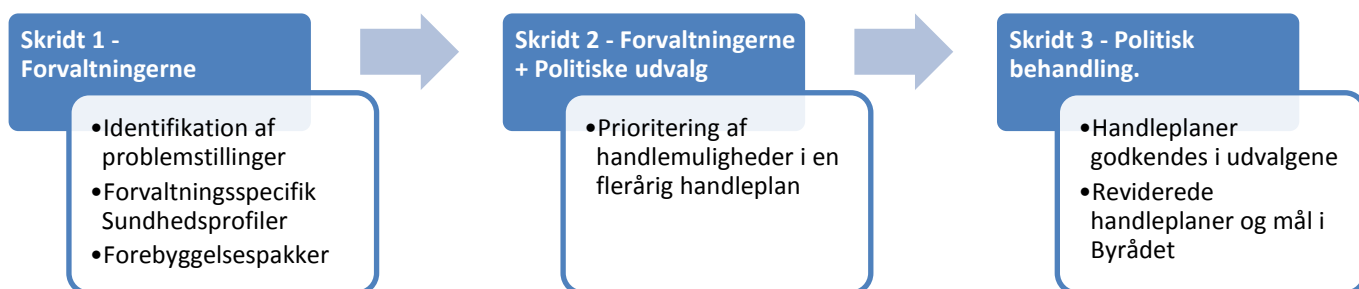 Skridt 1 -
Forvaltningerne
•Identifikation af
problemstillinger
•Forvaltningsspecifik
Sundhedsprofiler
•Forebyggelsespakker
Skridt 2 - Forvaltningerne
+ Politiske udvalg
•Prioritering af
handlemuligheder i en
flerårig handleplan
Skridt 3 - Politisk
behandling.
•Handleplaner
godkendes i udvalgene
•Reviderede
handleplaner og mål i
Byrådet